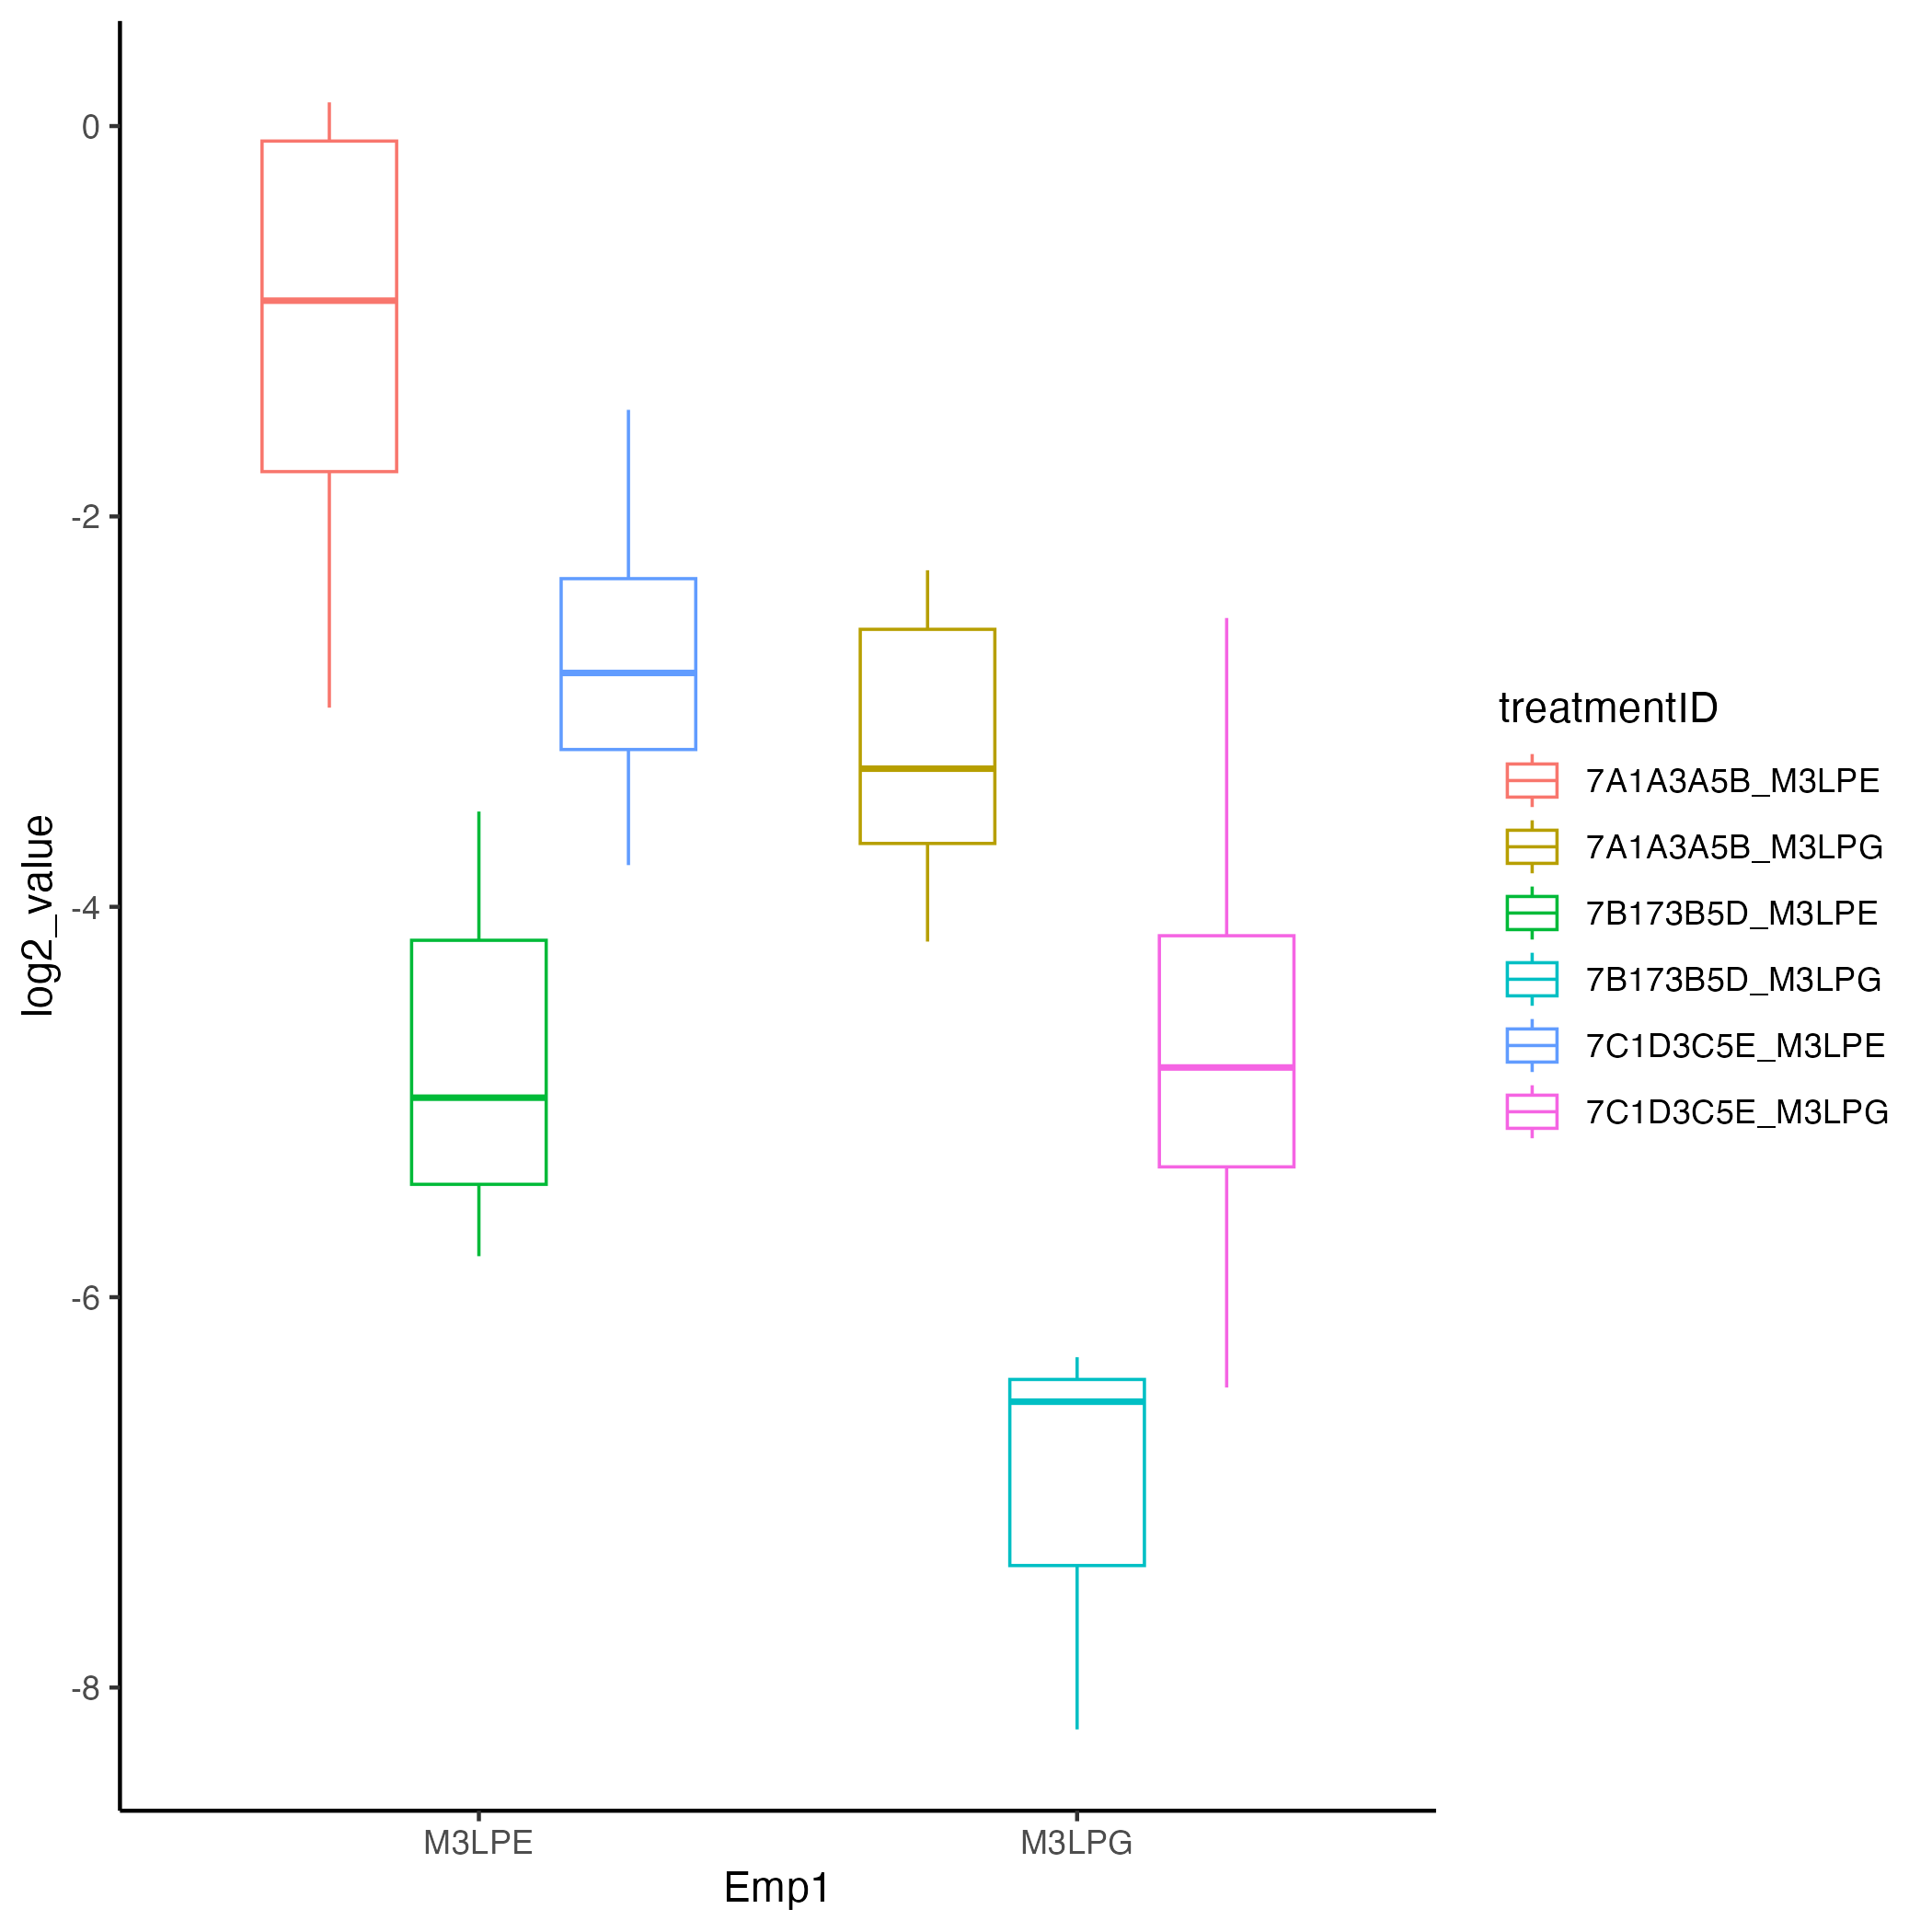 log2_value
0
-2
-4
-6
-8
M3LPE
M3LPG
Emp1
treatmentID
7A1A3A5B_M3LPE
7A1A3A5B_M3LPG
7B173B5D_M3LPE
7B173B5D_M3LPG
7C1D3C5E_M3LPE
7C1D3C5E_M3LPG